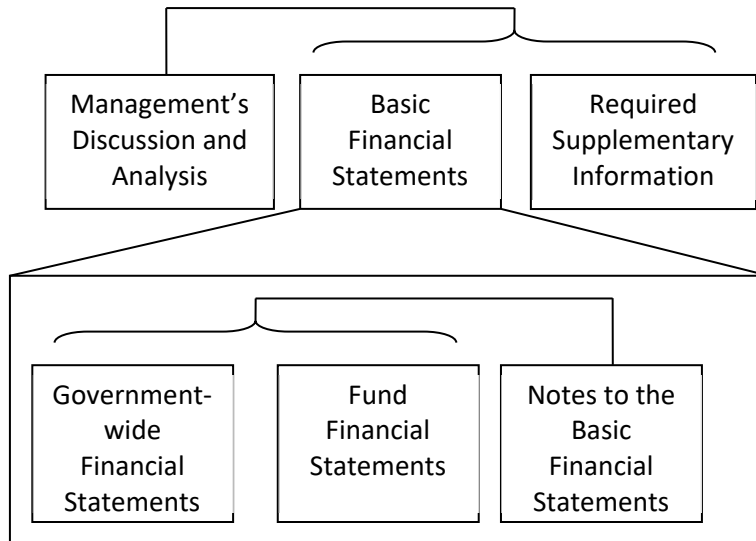 Management’s
Discussion and
Analysis
Basic
Financial
Statements
Required
Supplementary
Information
Government-
wide
Financial
Statements
Fund
Financial
Statements
Notes to the
Basic
Financial
Statements